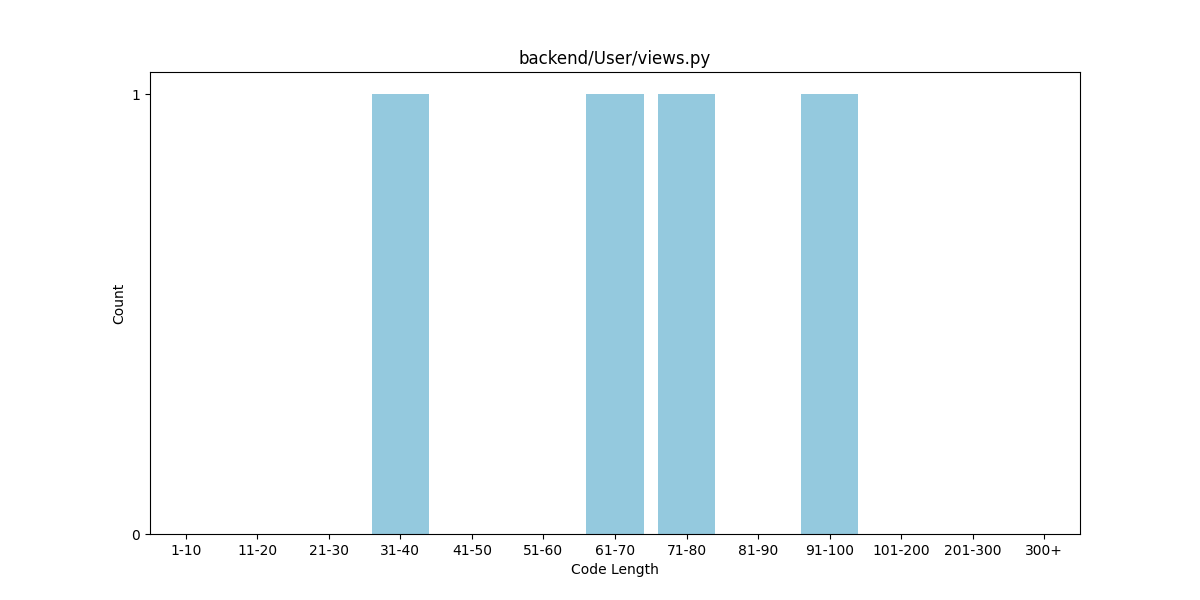 backend/User/views.py
1
Count
0
1-10 11-20 21-30 31-40 41-50 51-60 61-70 71-80 81-90 91-100 101-200 201-300 300+
Code Length